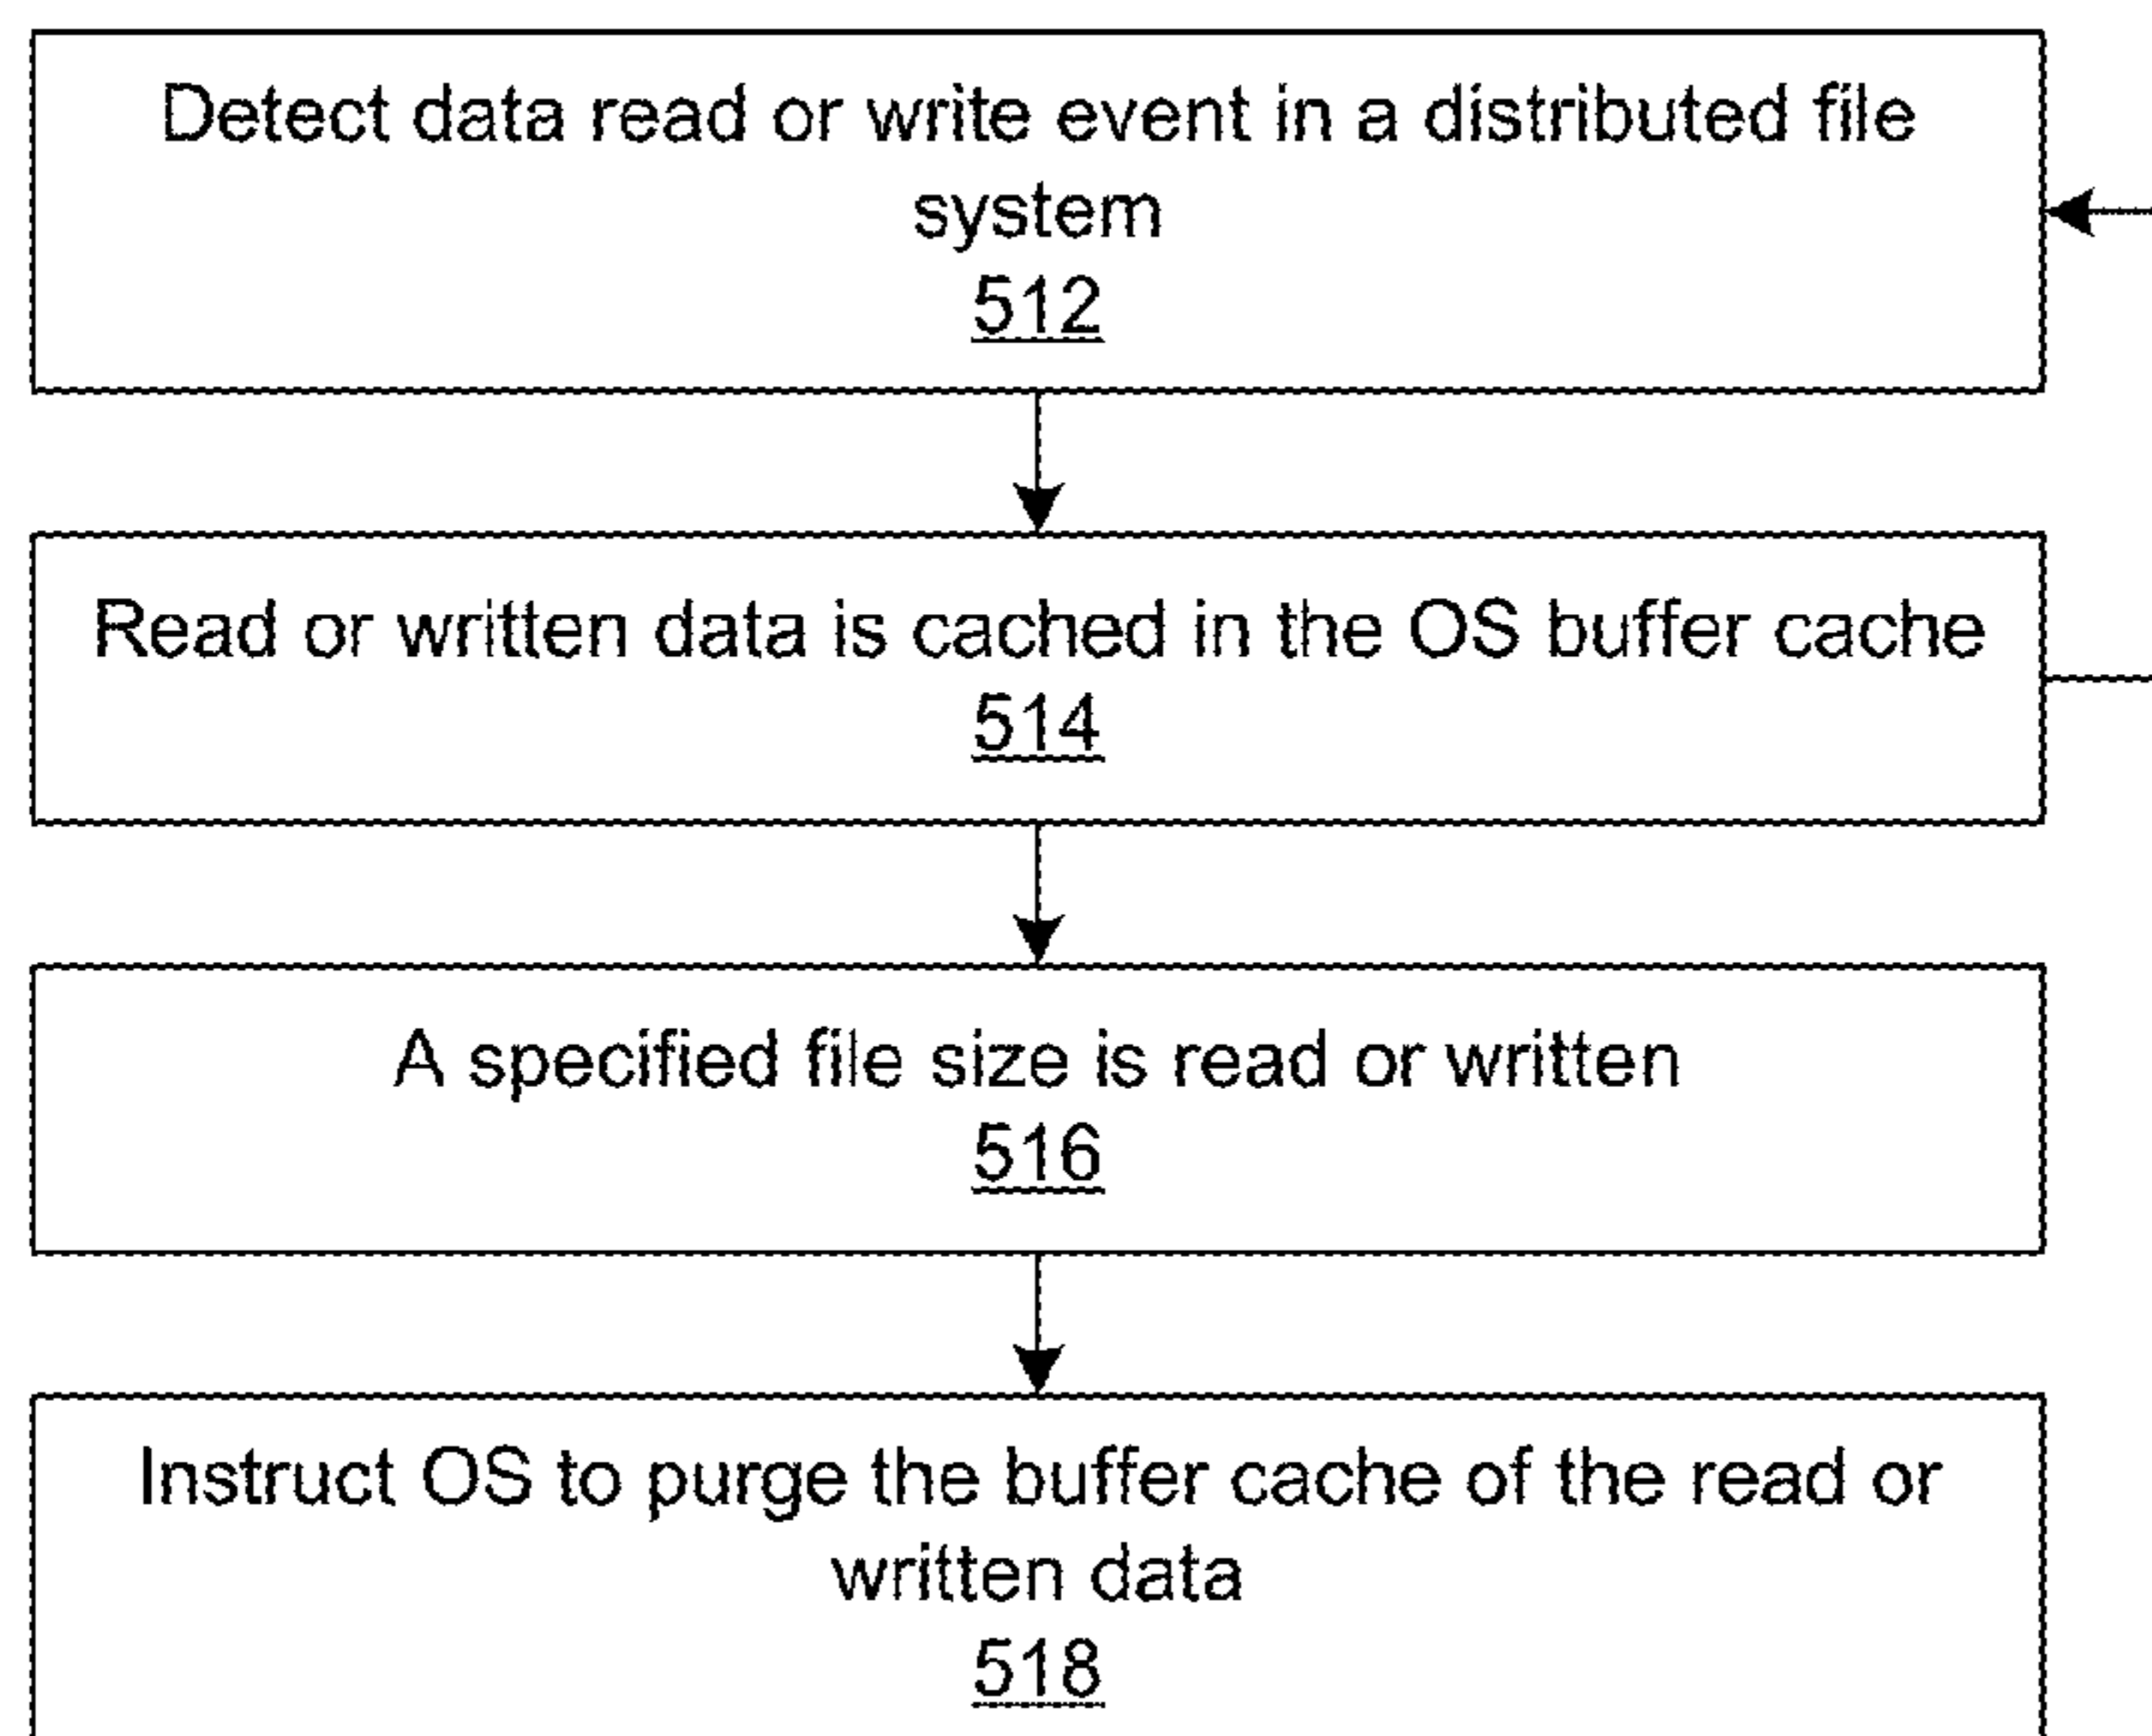 Detect data read or write event in a distributed file
system
512
Read or written data is cached in the OS buffer cache
514
A specified file size is read or written
516
Instruct OS to purge the buffer cache of the read or
written data
518